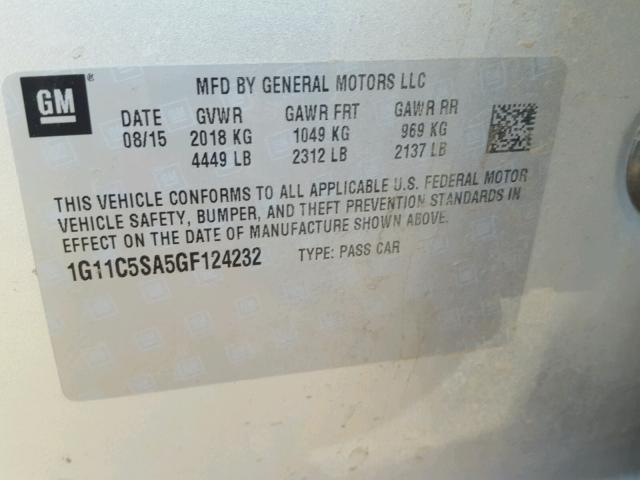 GM ® MFD BY GENERAL MOTORS LLC
DATE GVWR GAWR FRT GAWR RR
08/15 2018 KG 1049 KG 969 KG
4449 LB 2312 LB 2137 LB
THIS VEHICLE CONFORMS TO ALL APPLICABLE U.S. FEDERAL MOTOR
VEHICLE SAFETY, BUMPER, AND THEFT PREVENTION STANDARDS IN
EFFECT ON THE DATE OF MANUFACTURE SHOWN ABOVE.
1G11C5SA5GF124232 TYPE: PASS CAR